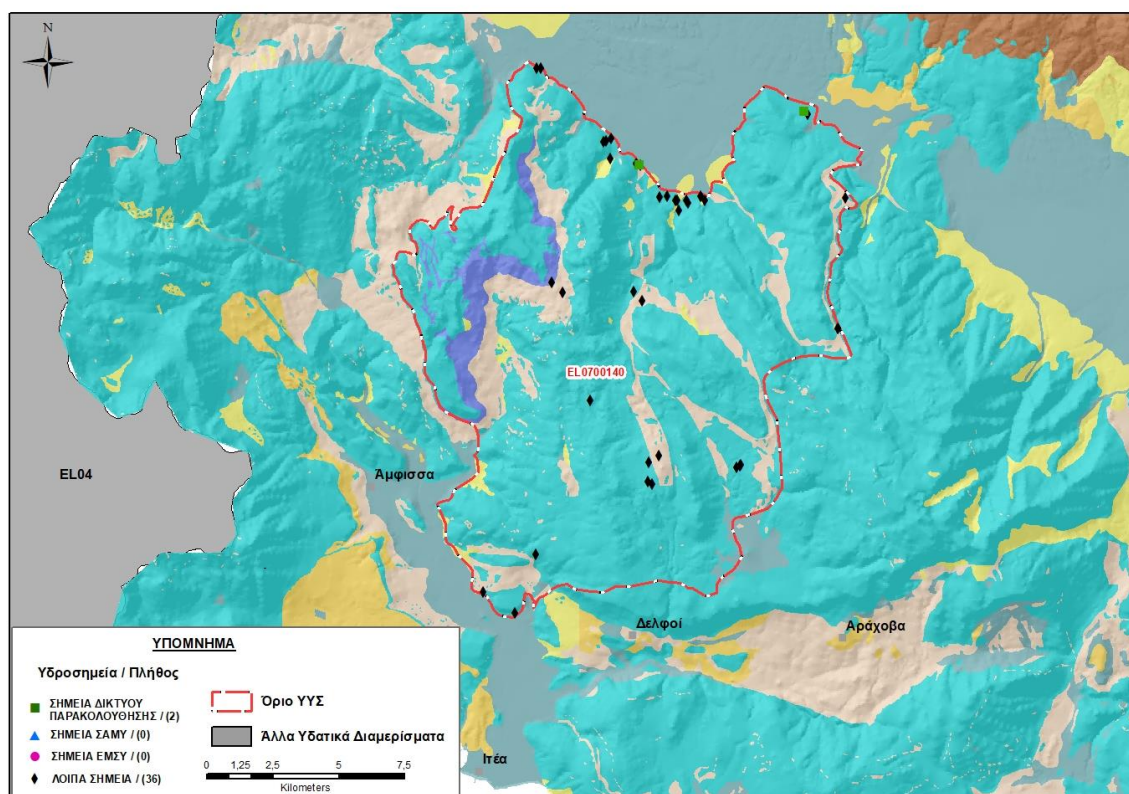 N
EL0700140
EL04
Άμφισσα
Δελφοί
Αράχοβα
Ιτέα
ΥΠΟΜΝΗΜΑ
Υδροσημεία / Πλήθος
ΣΗΜΕΙΑ ΔΙΚΤΥΟΥ
ΠΑΡΑΚΟΛΟΥΘΗΣΗΣ / (2)
ΣΗΜΕΙΑ ΣΑΜΥ / (0)
ΣΗΜΕΙΑ ΕΜΣΥ / (0)
ΛΟΙΠΑ ΣΗΜΕΙΑ / (36)
Όριο ΥΥΣ
Άλλα Υδατικά Διαμερίσματα
0 1,25 2,5 5 7,5
Kilometers